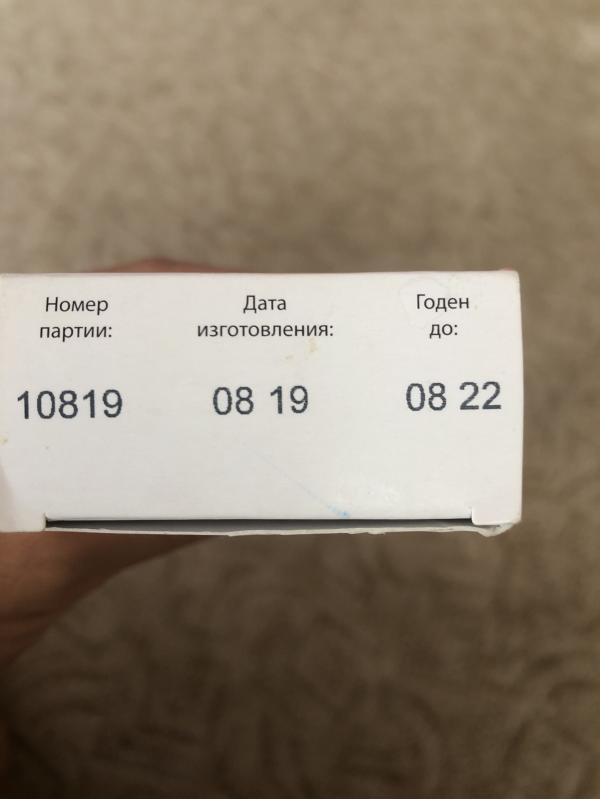 Номер
партии:
Дата
изготовления:
Годен
до:
10819
08 19
08 22